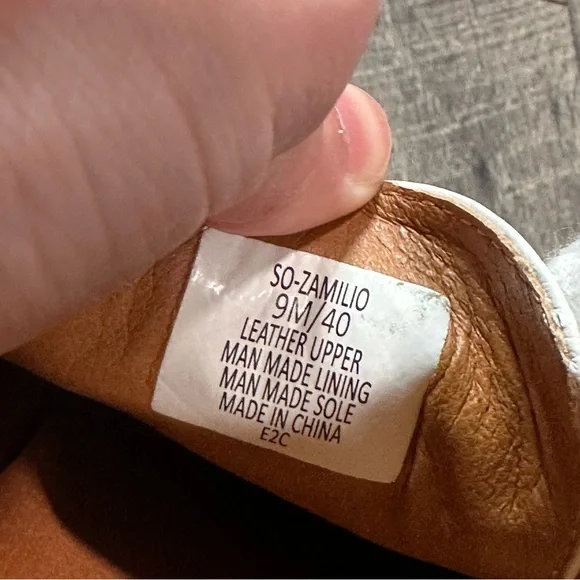 SO-ZAMILIO
9M/40
LEATHER UPPER
MAN MADE LINING
MAN MADE SOLE
MADE IN CHINA
E2C